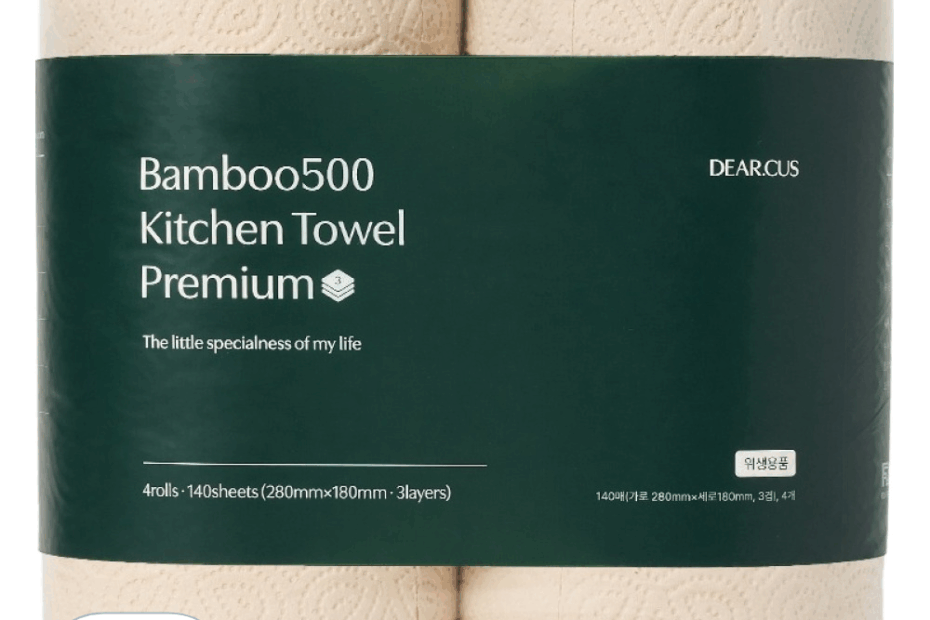 Bamboo500
DEAR.CUS
Kitchen Towel
Premium 3
The little specialness of my life
위생용품
4rolls · 140sheets (280mm×180mm · 3layers)
140매(가로 280mm×세로180mm, 3겹), 4개